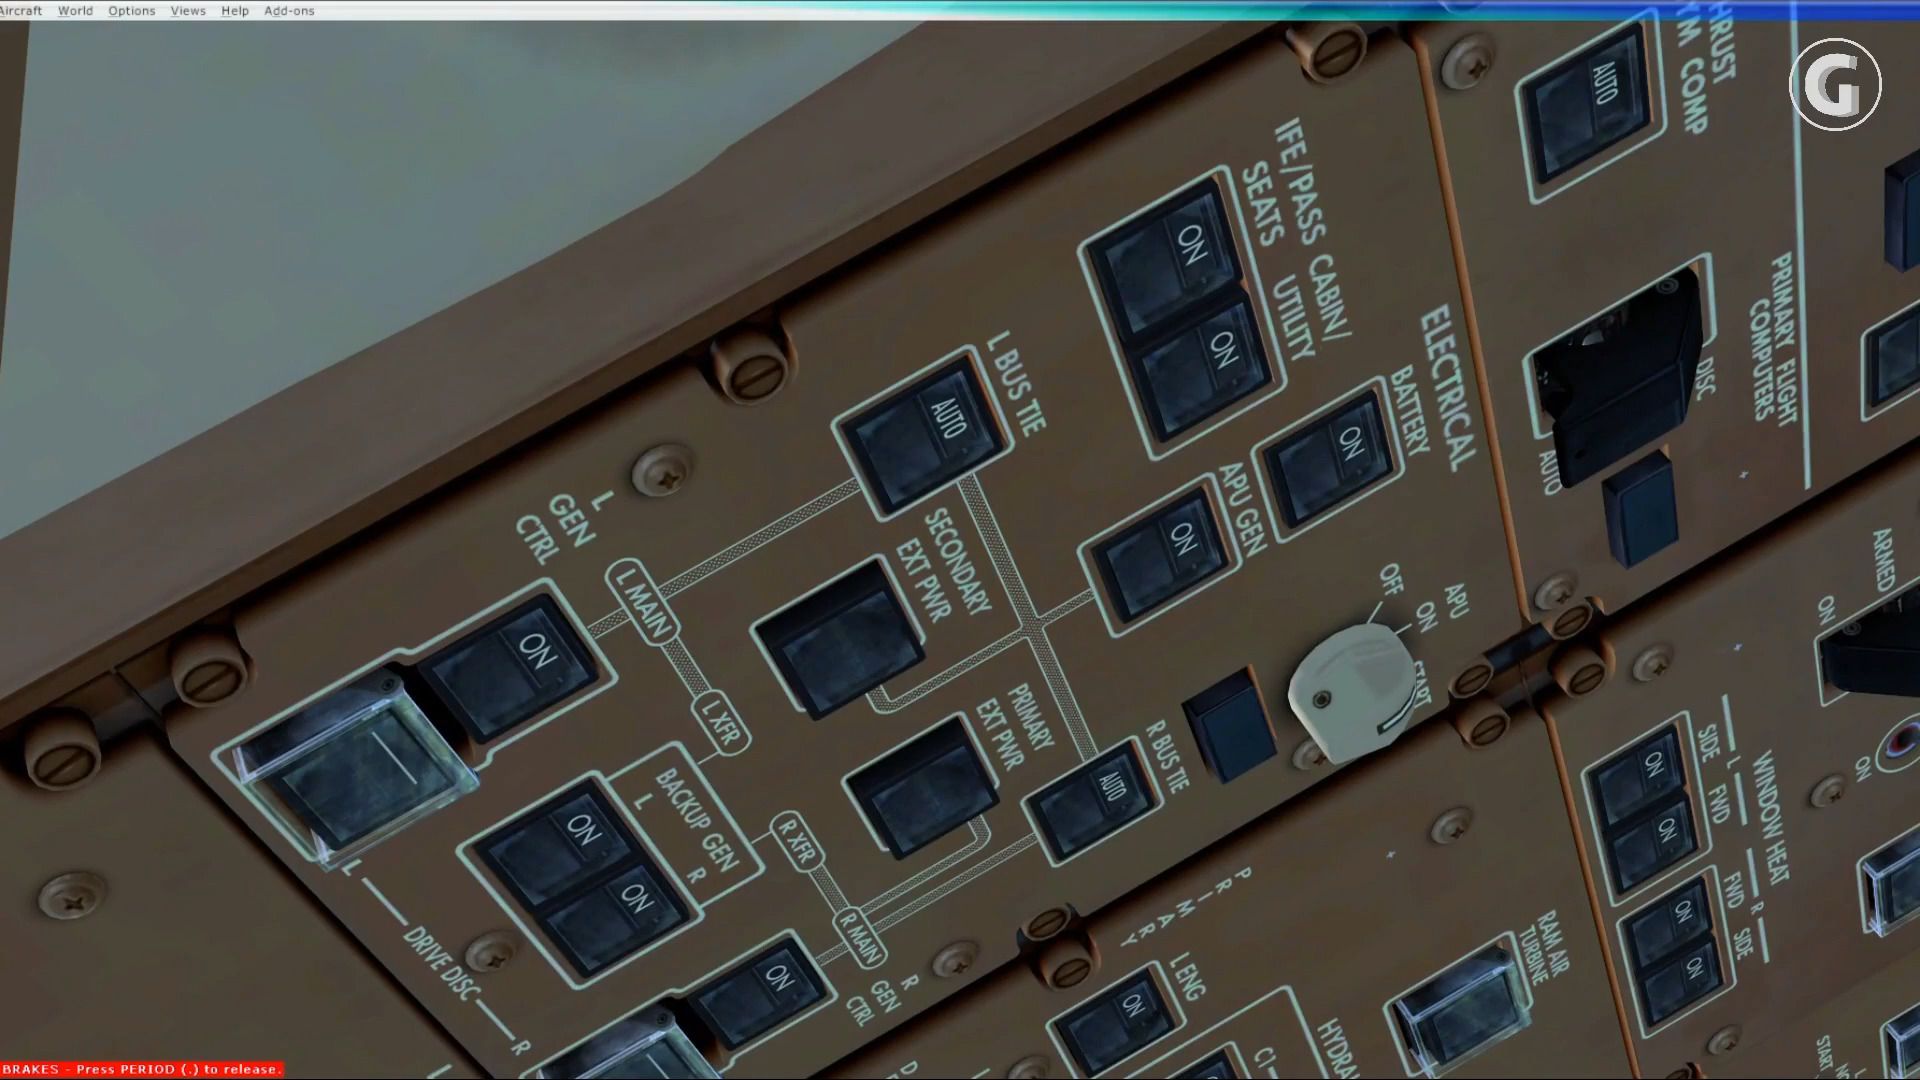 Aircraft World Options Views Help Add-ons
G
THRUST
AUTO
IFE/PASS CABIN/
SEATS UTILITY
ON
ON
L BUS TIE
AUTO
BATTERY
ON
ELECTRICAL
PRIMARY FLIGHT
COMPUTERS
DISC
AUTO
L
GEN
CTRL
ON
L MAIN
L XFR
SECONDARY
EXT PWR
APU GEN
ON
APU
OFF
ON
START
PRIMARY
EXT PWR
R BUS TIE
AUTO
BACKUP GEN
L
R
ON
ON
R XFR
R MAIN
R
GEN
CTRL
ON
L
DRIVE DISC
R
ARMED
ON
ON
WINDOW HEAT
L
SIDE FWD
ON
ON
R
FWD SIDE
ON
ON
RAM AIR
TURBINE
PRIMARY
L ENG
ON
C1
START
BRAKES - Press PERIOD (.) to release.